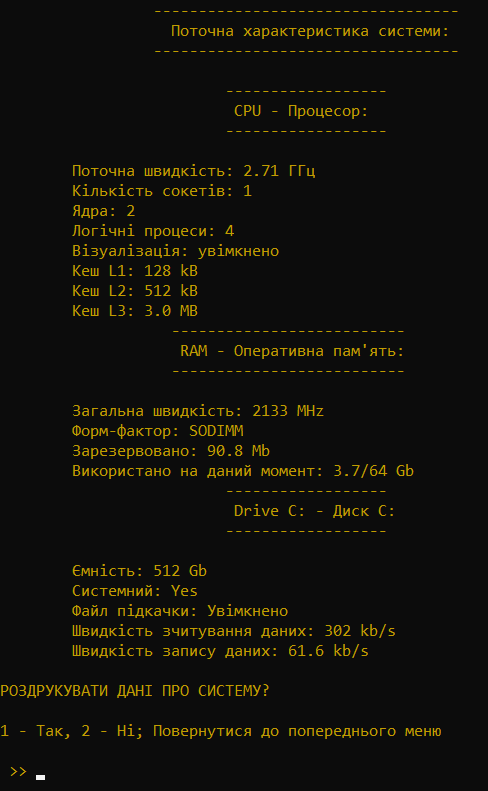 ----------------------------------
Поточна характеристика системи:
----------------------------------
------------------
CPU - Процесор:
------------------
Поточна швидкість: 2.71 ГГц
Кількість сокетів: 1
Ядра: 2
Логічні процеси: 4
Візуалізація: увімкнено
Кеш L1: 128 kB
Кеш L2: 512 kB
Кеш L3: 3.0 MB
--------------------------
RAM - Оперативна пам'ять:
--------------------------
Загальна швидкість: 2133 MHz
Форм-фактор: SODIMM
Зарезервовано: 90.8 Mb
Використано на даний момент: 3.7/64 Gb
------------------
Drive C: - Диск C:
------------------
Ємність: 512 Gb
Системний: Yes
Файл підкачки: Увімкнено
Швидкість зчитування даних: 302 kb/s
Швидкість запису даних: 61.6 kb/s
РОЗДРУКУВАТИ ДАНІ ПРО СИСТЕМУ?
1 - Так, 2 - Ні; Повернутися до попереднього меню
>>